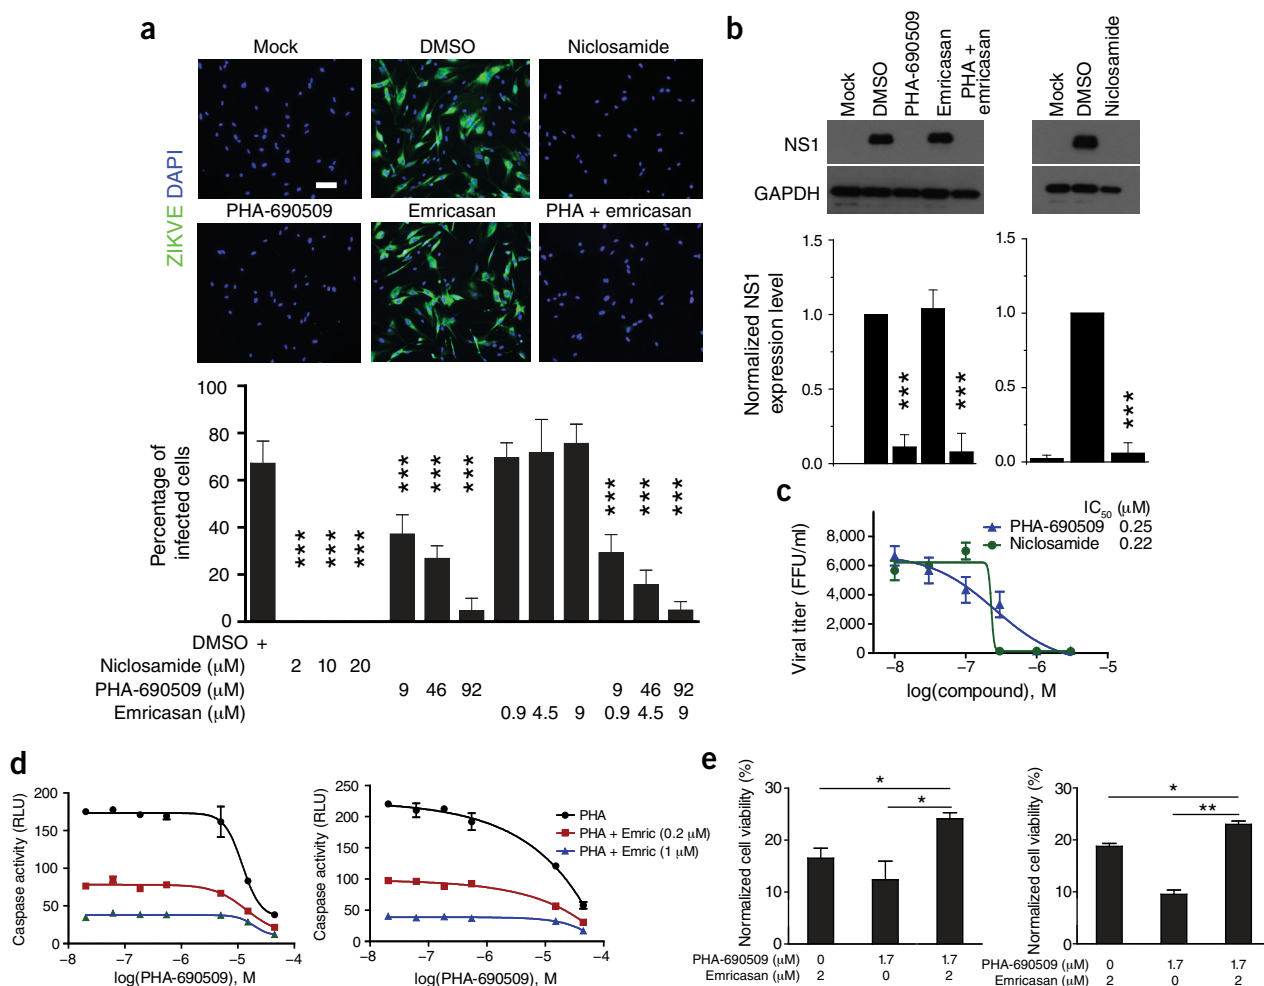 a
Mock DMSO Niclosamide
ZIKVE DAPI
PHA-690509 Emricasan PHA + emricasan
Percentage of
infected cells
100
80
60
40
20
0
*** *** *** *** *** *** *** *** ***
DMSO +
Niclosamide (μM) 2 10 20
PHA-690509 (μM) 9 46 92 9 46 92
Emricasan (μM) 0.9 4.5 9 0.9 4.5 9
b
Mock DMSO PHA-690509 Emricasan PHA + emricasan
Mock DMSO Niclosamide
NS1
GAPDH
Normalized NS1
expression level
1.5
1.0
0.5
0.0
*** ***
1.5
1.0
0.5
0.0
***
c
IC50 (μM)
PHA-690509 0.25
Niclosamide 0.22
Viral titer (FFU/ml)
8,000
6,000
4,000
2,000
0
−8 −7 −6 −5
log(compound), M
d
Caspase activity (RLU)
200
150
100
50
0
−8 −7 −6 −5 −4
log(PHA-690509), M
Caspase activity (RLU)
250
200
150
100
50
0
−8 −7 −6 −5 −4
log(PHA-690509), M
PHA
PHA + Emric (0.2 μM)
PHA + Emric (1 μM)
e
Normalized cell viability (%)
30
20
10
0
*
*
PHA-690509 (μM) 0 1.7 1.7
Emricasan (μM) 2 0 2
Normalized cell viability (%)
30
20
10
0
*
**
PHA-690509 (μM) 0 1.7 1.7
Emricasan (μM) 2 0 2